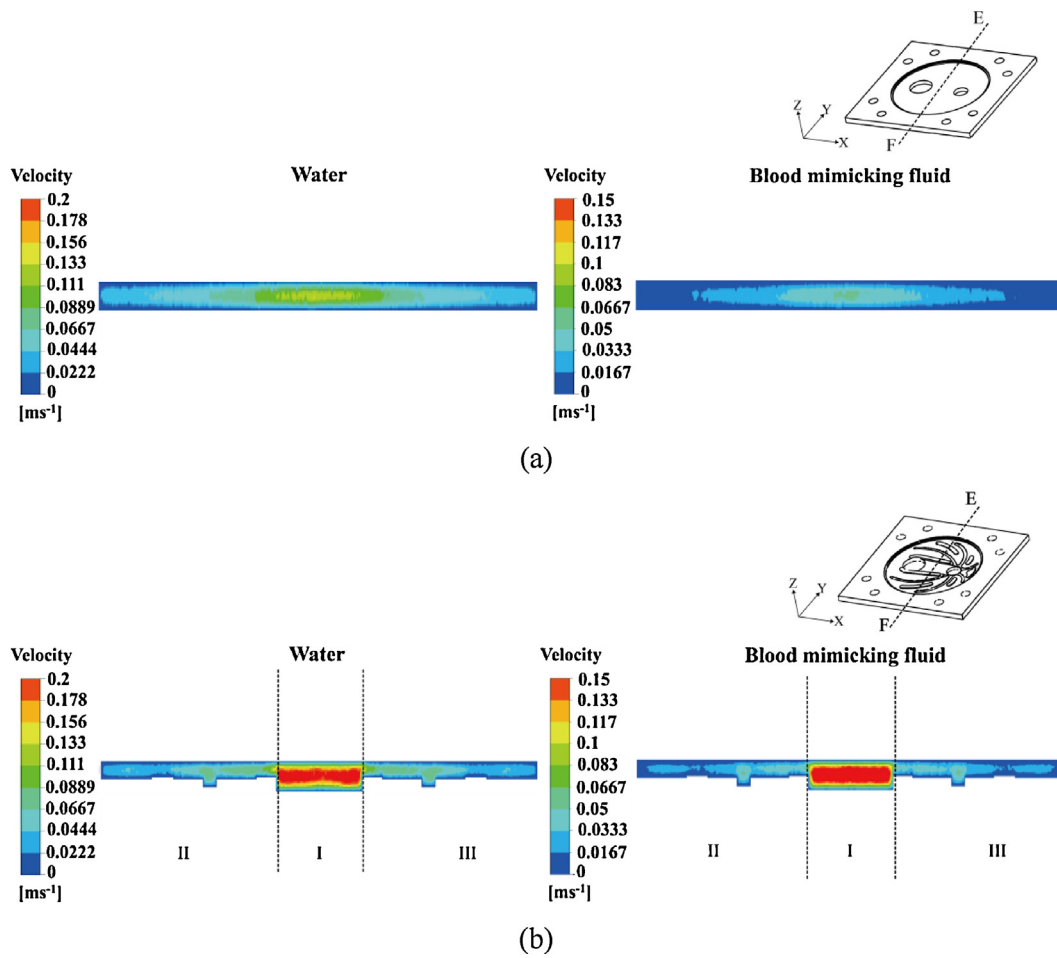 E
Z
Y
X
F
Velocity
Water
0.2
0.178
0.156
0.133
0.111
0.0889
0.0667
0.0444
0.0222
0
[ms⁻¹]
Velocity
Blood mimicking fluid
0.15
0.133
0.117
0.1
0.083
0.0667
0.05
0.0333
0.0167
0
[ms⁻¹]
(a)
E
Z
Y
X
F
Velocity
Water
0.2
0.178
0.156
0.133
0.111
0.0889
0.0667
0.0444
0.0222
0
[ms⁻¹]
II
I
III
Velocity
Blood mimicking fluid
0.15
0.133
0.117
0.1
0.083
0.0667
0.05
0.0333
0.0167
0
[ms⁻¹]
II
I
III
(b)